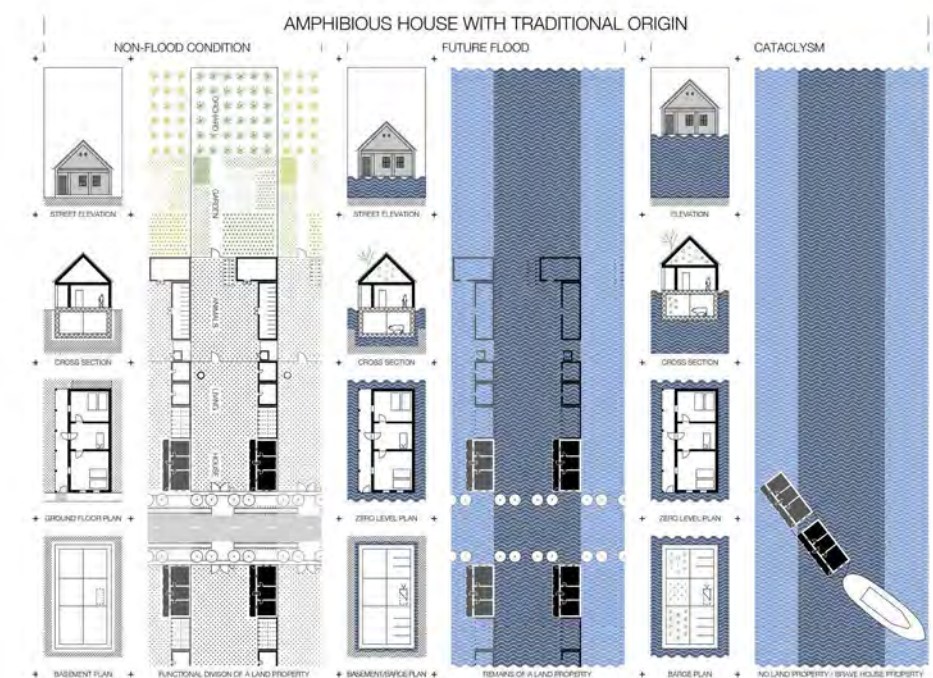 AMPHIBIOUS HOUSE WITH TRADITIONAL ORIGIN
NON-FLOOD CONDITION
FUTURE FLOOD
CATACLYSM
ORCHARD
GARDEN
ANIMALS
LIVING
HOUSE
STREET ELEVATION
STREET ELEVATION
ELEVATION
CROSS SECTION
CROSS SECTION
CROSS SECTION
GROUND FLOOR PLAN
ZERO LEVEL PLAN
ZERO LEVEL PLAN
BASEMENT PLAN
FUNCTIONAL DIVISON OF A LAND PROPERTY
BASEMENT/BARGE PLAN
REMAINS OF A LAND PROPERTY
BARGE PLAN
NO LAND PROPERTY / BRAVE HOUSE PROPERTY